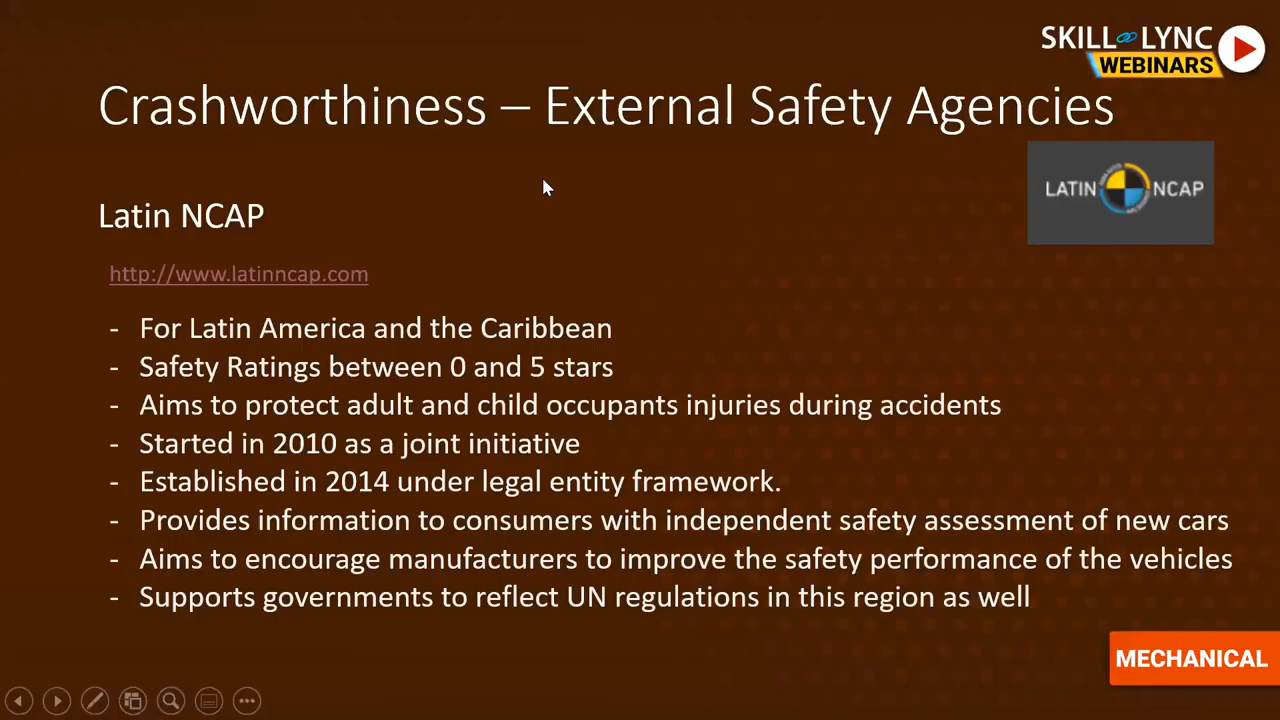 SKILL LYNC
WEBINARS
Crashworthiness – External Safety Agencies
LATIN NCAP
Latin NCAP
http://www.latinncap.com
- For Latin America and the Caribbean
- Safety Ratings between 0 and 5 stars
- Aims to protect adult and child occupants injuries during accidents
- Started in 2010 as a joint initiative
- Established in 2014 under legal entity framework.
- Provides information to consumers with independent safety assessment of new cars
- Aims to encourage manufacturers to improve the safety performance of the vehicles
- Supports governments to reflect UN regulations in this region as well
MECHANICAL